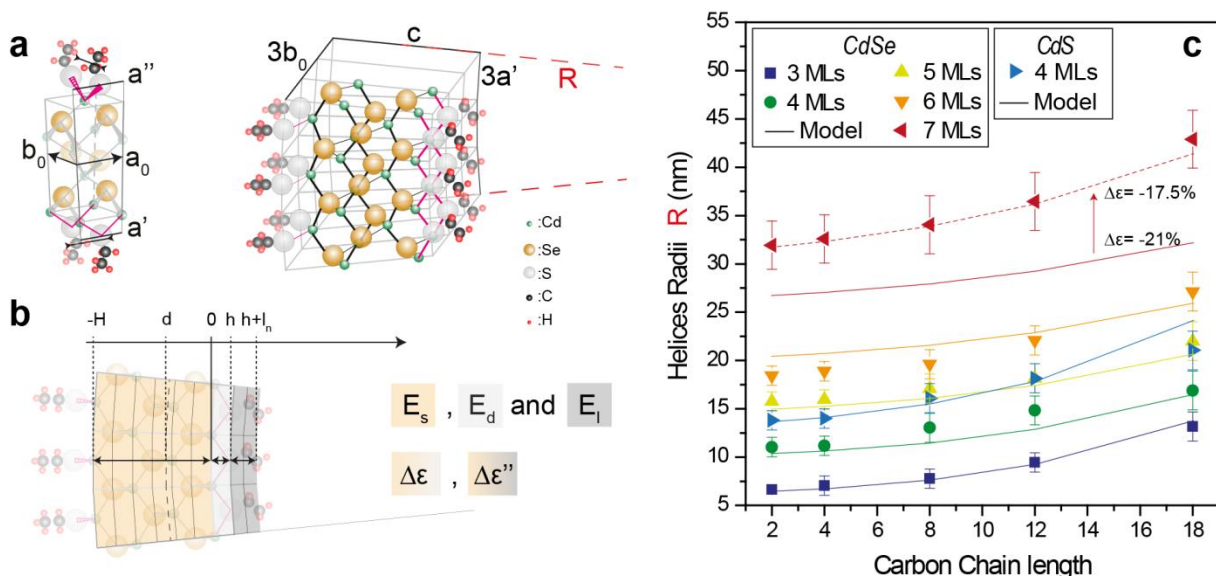 a
a''
b₀
a₀
a'
3b₀
c
3a'
R
:Cd
:Se
:S
:C
:H
b
-H
d
0
h
h+lₙ
Eₛ , E_d and Eₗ
Δε , Δε''
c
Helices Radii R (nm)
55
50
45
40
35
30
25
20
15
10
5
CdSe
3 MLs
5 MLs
4 MLs
6 MLs
Model
7 MLs
CdS
4 MLs
Model
Δε= -17.5%
Δε= -21%
2 4 6 8 10 12 14 16 18
Carbon Chain length